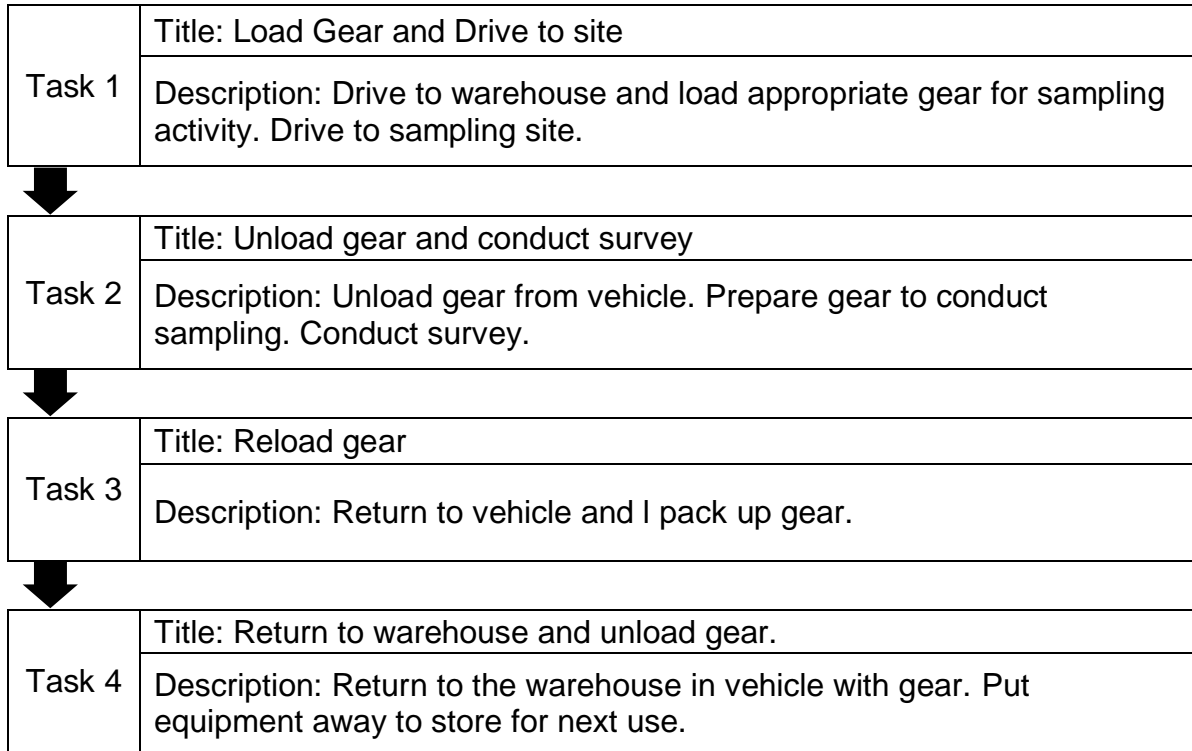 Task 1
Title: Load Gear and Drive to site
Description: Drive to warehouse and load appropriate gear for sampling
activity. Drive to sampling site.
Task 2
Title: Unload gear and conduct survey
Description: Unload gear from vehicle. Prepare gear to conduct
sampling. Conduct survey.
Task 3
Title: Reload gear
Description: Return to vehicle and I pack up gear.
Task 4
Title: Return to warehouse and unload gear.
Description: Return to the warehouse in vehicle with gear. Put
equipment away to store for next use.